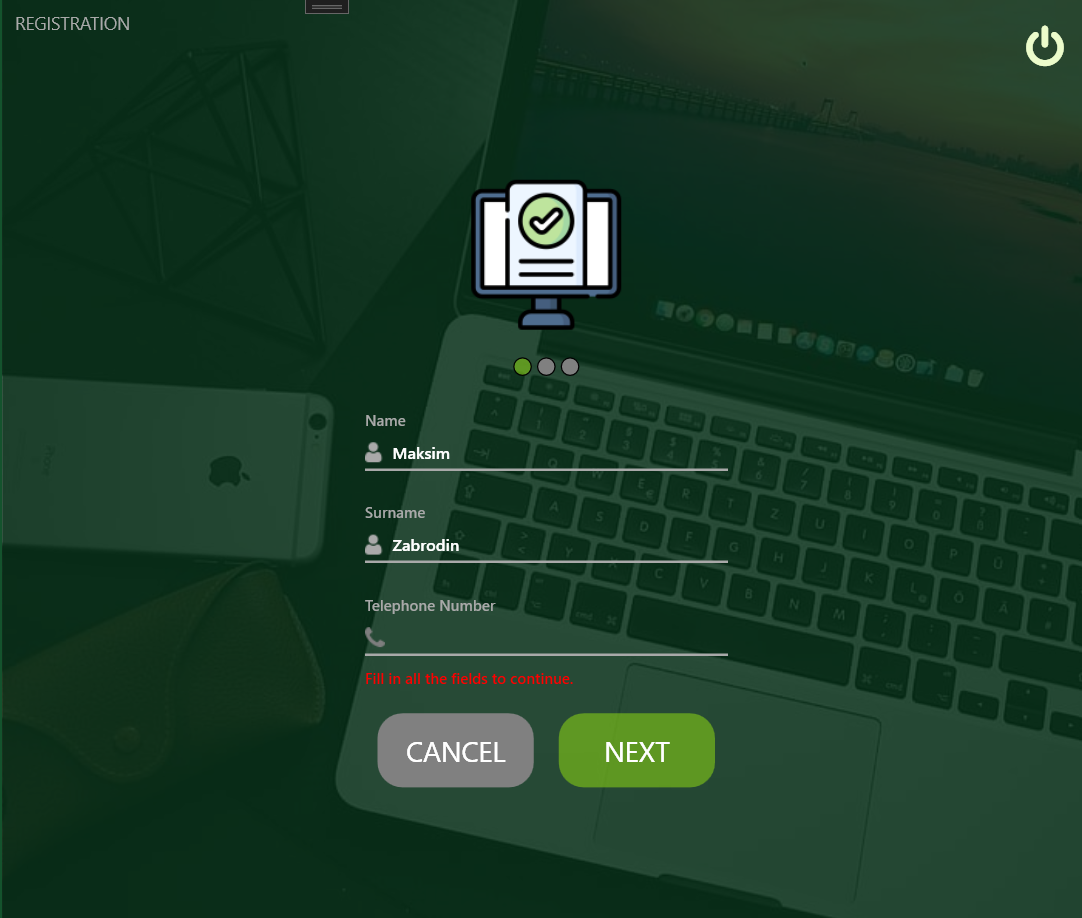 REGISTRATION
Name
Maksim
Surname
Zabrodin
Telephone Number
Fill in all the fields to continue.
CANCEL
NEXT